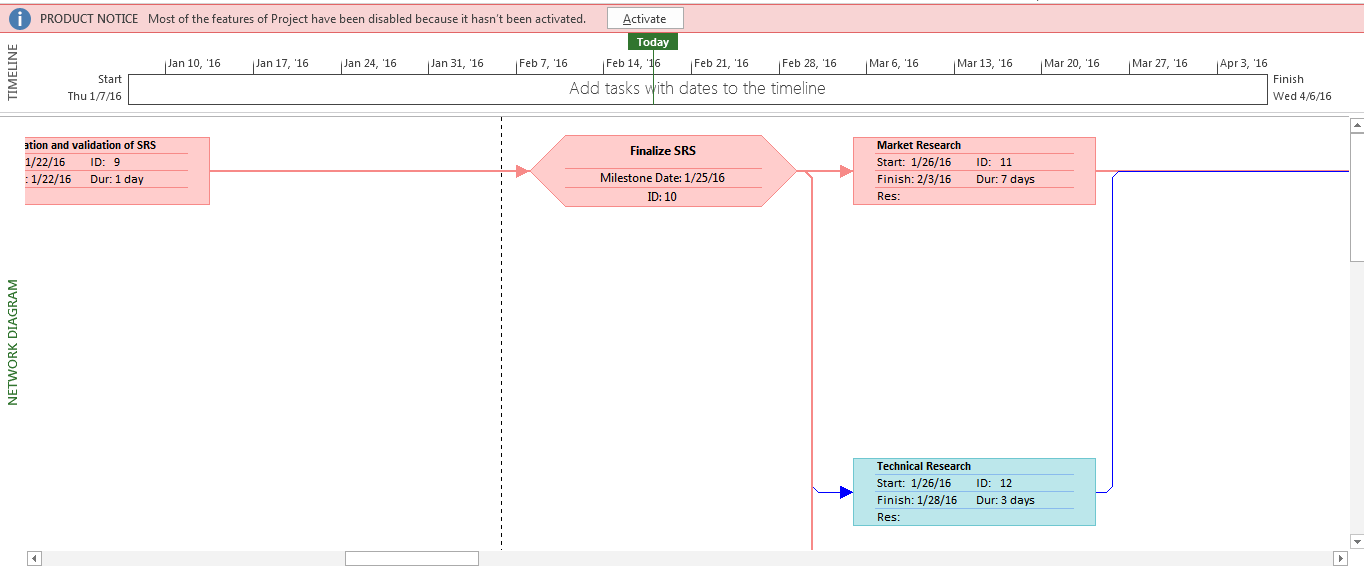 PRODUCT NOTICE Most of the features of Project have been disabled because it hasn't been activated. Activate
TIMELINE
Today
Jan 10, '16 Jan 17, '16 Jan 24, '16 Jan 31, '16 Feb 7, '16 Feb 14, '16 Feb 21, '16 Feb 28, '16 Mar 6, '16 Mar 13, '16 Mar 20, '16 Mar 27, '16 Apr 3, '16
Start
Thu 1/7/16
Add tasks with dates to the timeline
Finish
Wed 4/6/16
NETWORK DIAGRAM
ation and validation of SRS
1/22/16 ID: 9
: 1/22/16 Dur: 1 day
Finalize SRS
Milestone Date: 1/25/16
ID: 10
Market Research
Start: 1/26/16 ID: 11
Finish: 2/3/16 Dur: 7 days
Res:
Technical Research
Start: 1/26/16 ID: 12
Finish: 1/28/16 Dur: 3 days
Res: